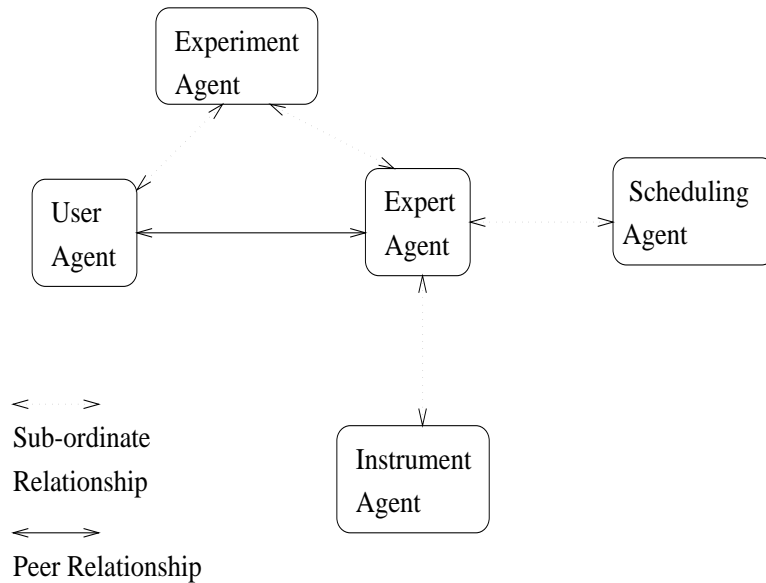 Experiment
Agent
User
Agent
Expert
Agent
Scheduling
Agent
Instrument
Agent
Sub-ordinate
Relationship
Peer Relationship